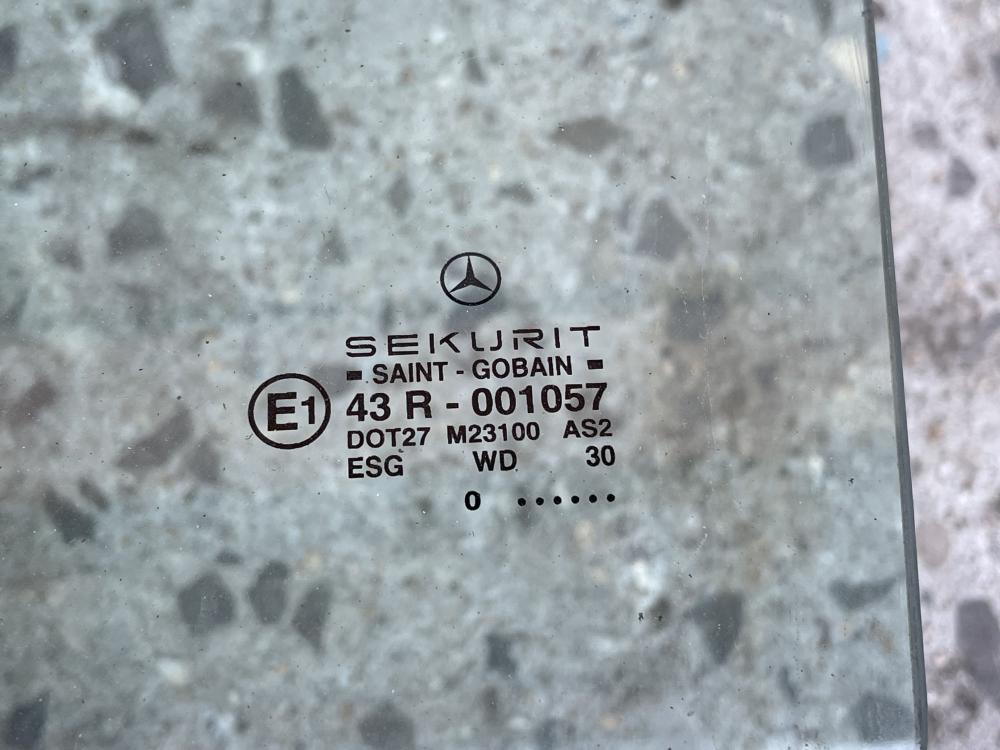 SEKURIT
SAINT - GOBAIN
E1
43 R - 001057
DOT27 M23100 AS2
ESG WD 30
0 ......